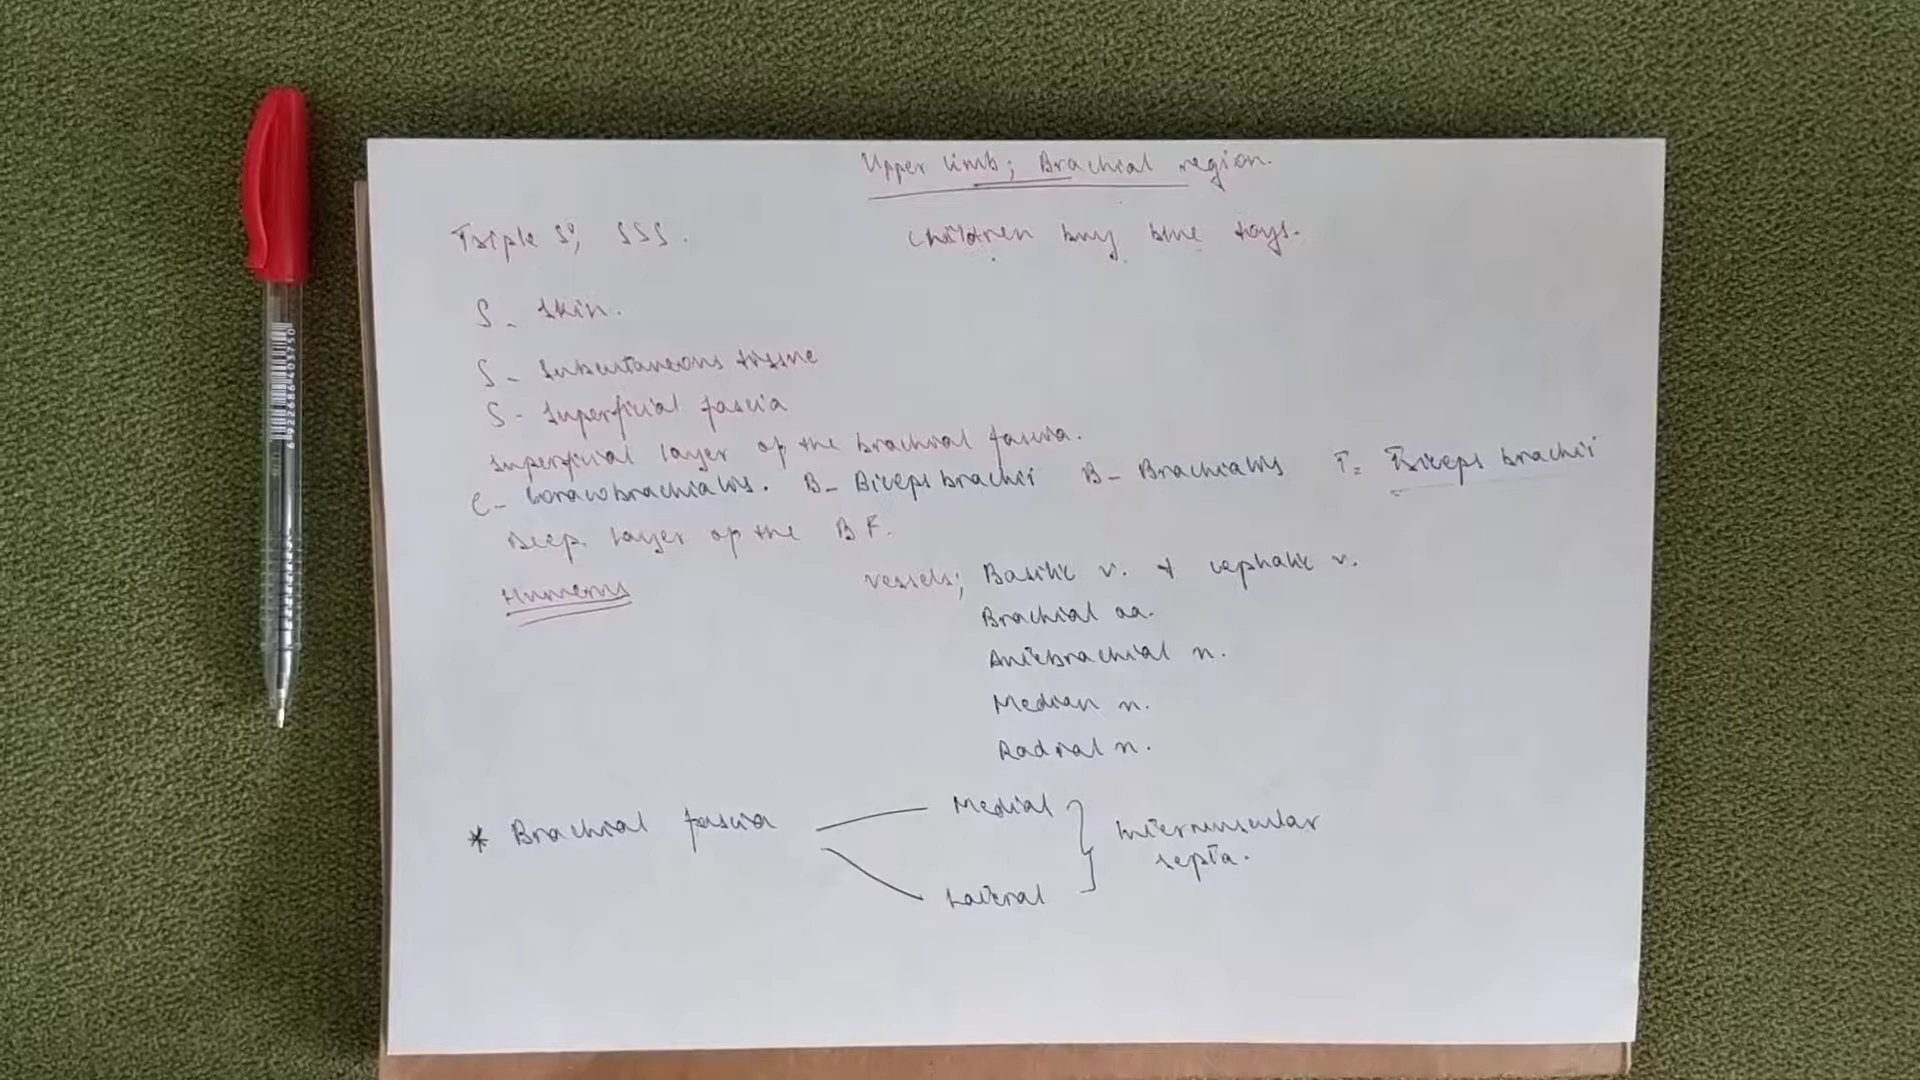 Upper limb; Brachial region.
Triple S; SSS.
Children buy blue toys.
S - skin.
S - Subcutaneous tissue
S - Superficial fascia
Superficial layer of the brachial fascia.
C - Coracobrachialis. B - Biceps brachii B - Brachialis T = Triceps brachii
Deep layer of the BF.
Humerus
Vessels; Basilic v. + cephalic v.
Brachial aa.
Antebrachial n.
Median n.
Radial n.
* Brachial fascia
Medial
Lateral
Intermuscular
septa.
6922686403750